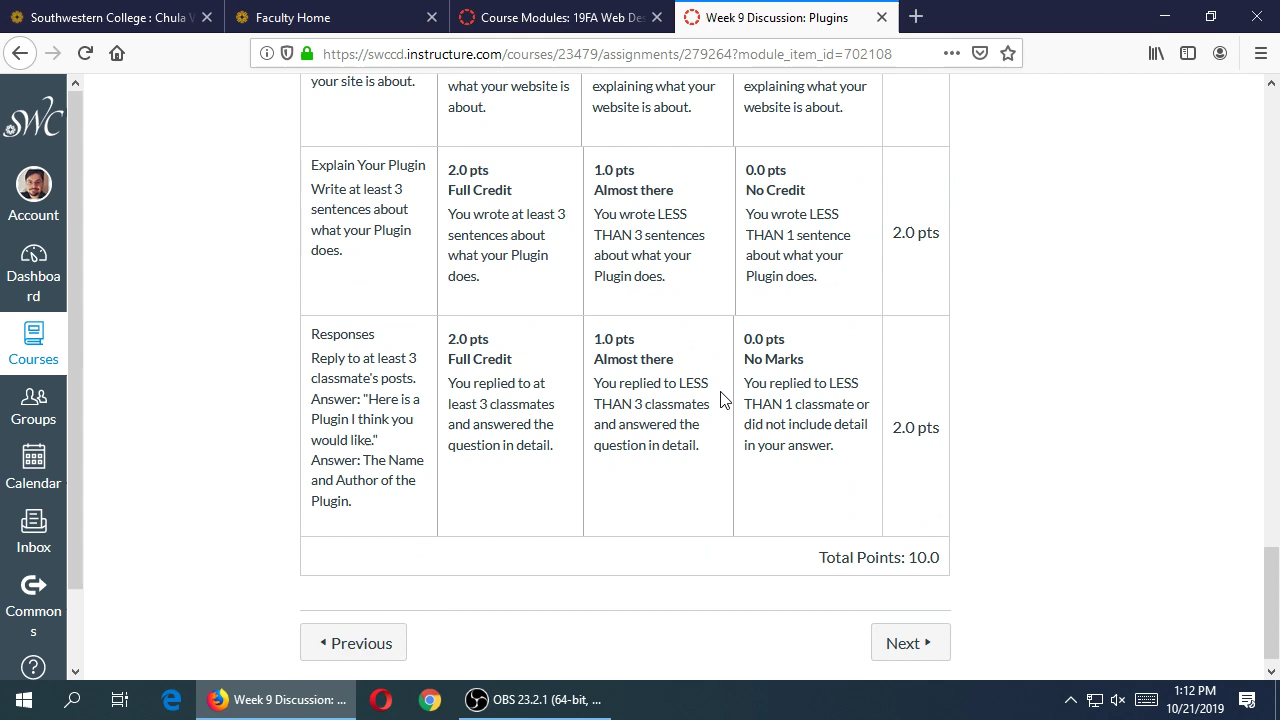 Southwestern College : Chula V
Faculty Home
Course Modules: 19FA Web De
Week 9 Discussion: Plugins
https://swccd.instructure.com/courses/23479/assignments/279264?module_item_id=702108
SWC
Account
Dashboa
rd
Courses
Groups
Calendar
Inbox
Common
s
your site is about.
what your website is
about.
explaining what your
website is about.
explaining what your
website is about.
Explain Your Plugin
Write at least 3
sentences about
what your Plugin
does.
2.0 pts
Full Credit
You wrote at least 3
sentences about
what your Plugin
does.
1.0 pts
Almost there
You wrote LESS
THAN 3 sentences
about what your
Plugin does.
0.0 pts
No Credit
You wrote LESS
THAN 1 sentence
about what your
Plugin does.
2.0 pts
Responses
Reply to at least 3
classmate's posts.
Answer: "Here is a
Plugin I think you
would like."
Answer: The Name
and Author of the
Plugin.
2.0 pts
Full Credit
You replied to at
least 3 classmates
and answered the
question in detail.
1.0 pts
Almost there
You replied to LESS
THAN 3 classmates
and answered the
question in detail.
0.0 pts
No Marks
You replied to LESS
THAN 1 classmate or
did not include detail
in your answer.
2.0 pts
Total Points: 10.0
Previous
Next
Week 9 Discussion: ...
OBS 23.2.1 (64-bit, ...
1:12 PM
10/21/2019